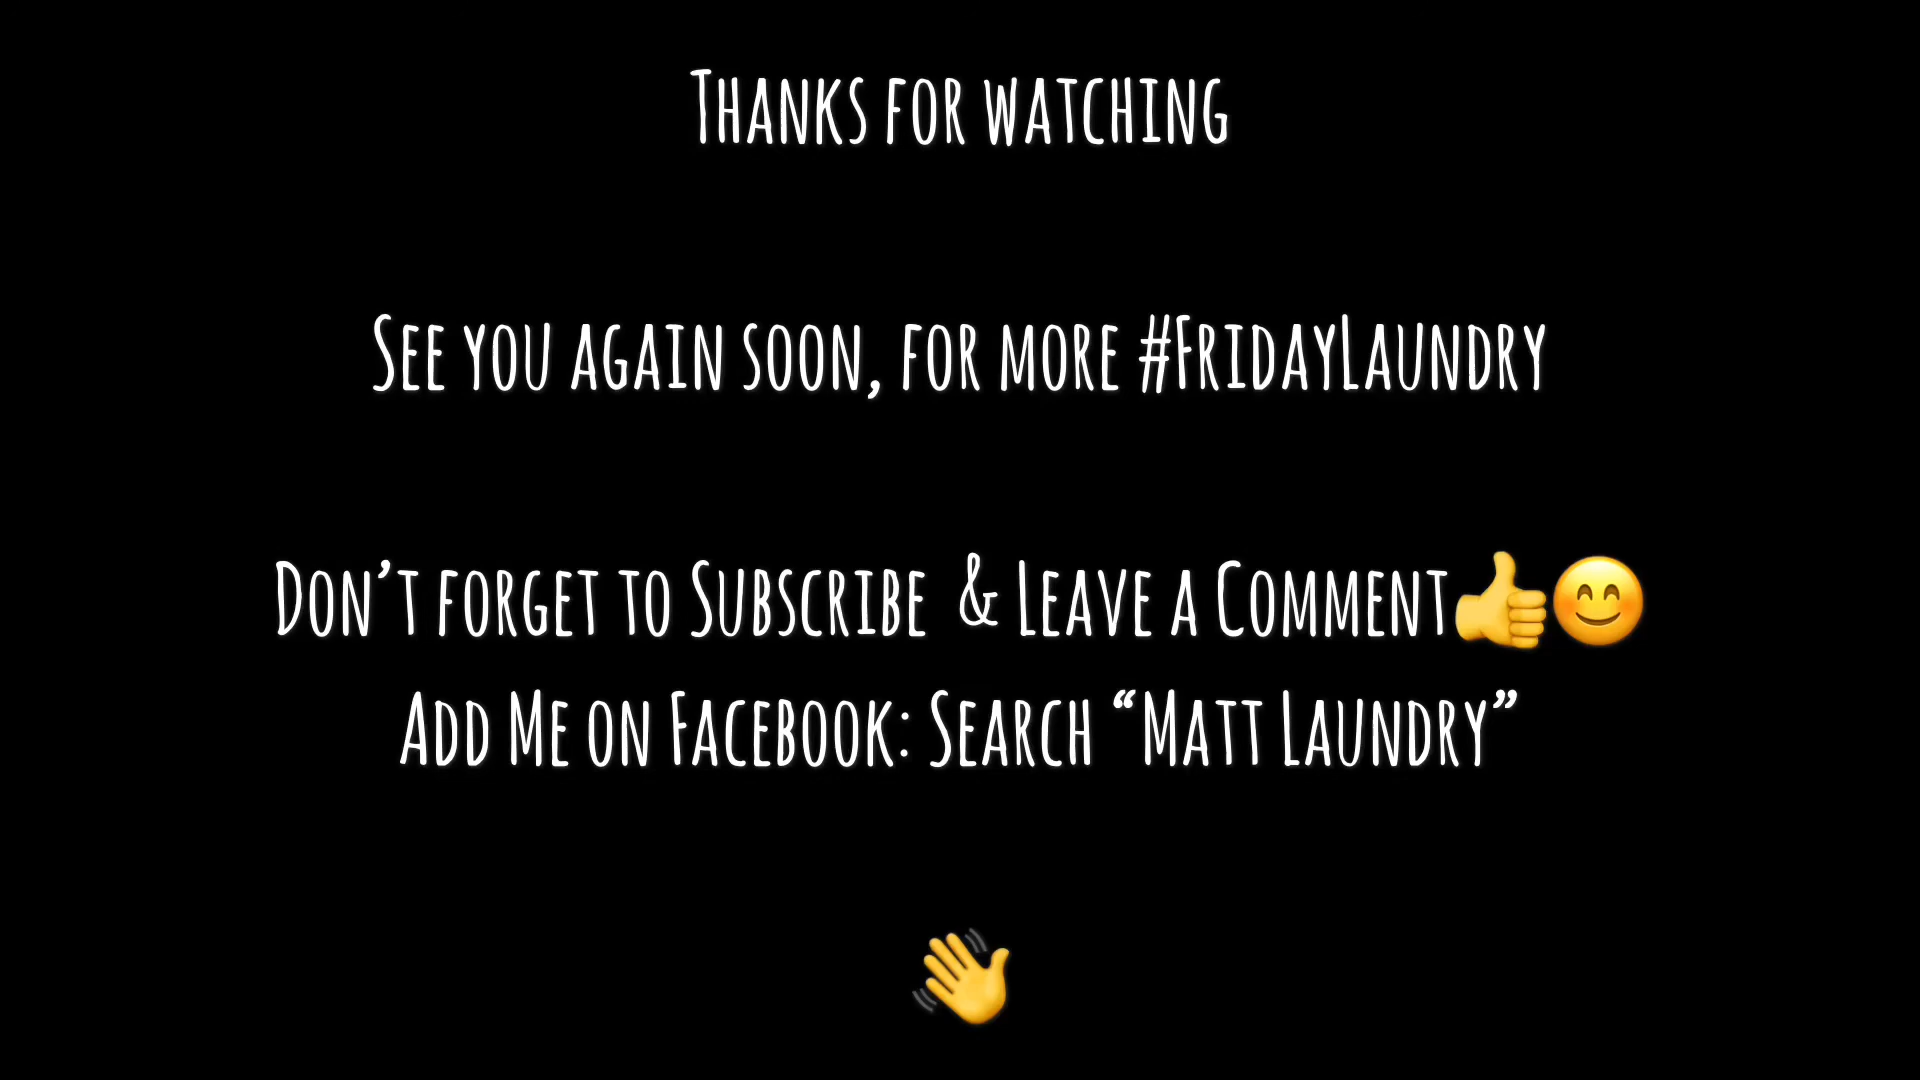 Thanks for watching
See you again soon, for more #FridayLaundry
Don’t forget to Subscribe & Leave a Comment👍😊
Add Me on Facebook: Search “Matt Laundry”
👋